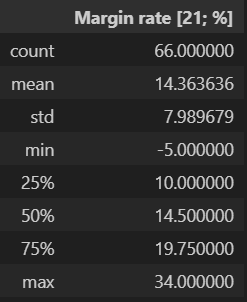 Margin rate [21; %]
count 66.000000
mean 14.363636
std 7.989679
min -5.000000
25% 10.000000
50% 14.500000
75% 19.750000
max 34.000000